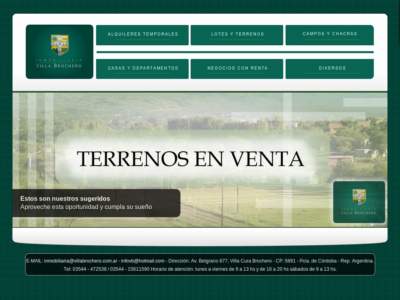 VILLA BROCHERO
ALQUILERES TEMPORALES
LOTES Y TERRENOS
CAMPOS Y CHACRAS
CASAS Y DEPARTAMENTOS
NEGOCIOS CON RENTA
DIVERSOS
TERRENOS EN VENTA
Estos son nuestros sugeridos
Aproveche esta oportunidad y cumpla su sueño
VILLA BROCHERO
E-MAIL: inmobiliaria@villabrochero.com.ar - infovb@hotmail.com - Dirección: Av. Belgrano 877. Villa Cura Brochero - CP: 5891 - Pcia. de Córdoba - Rep. Argentina.
Tel: 03544 - 472536 / 03544 - 15611590 Horario de atención: lunes a viernes de 9 a 13 hs y de 16 a 20 hs sábados de 9 a 13 hs.